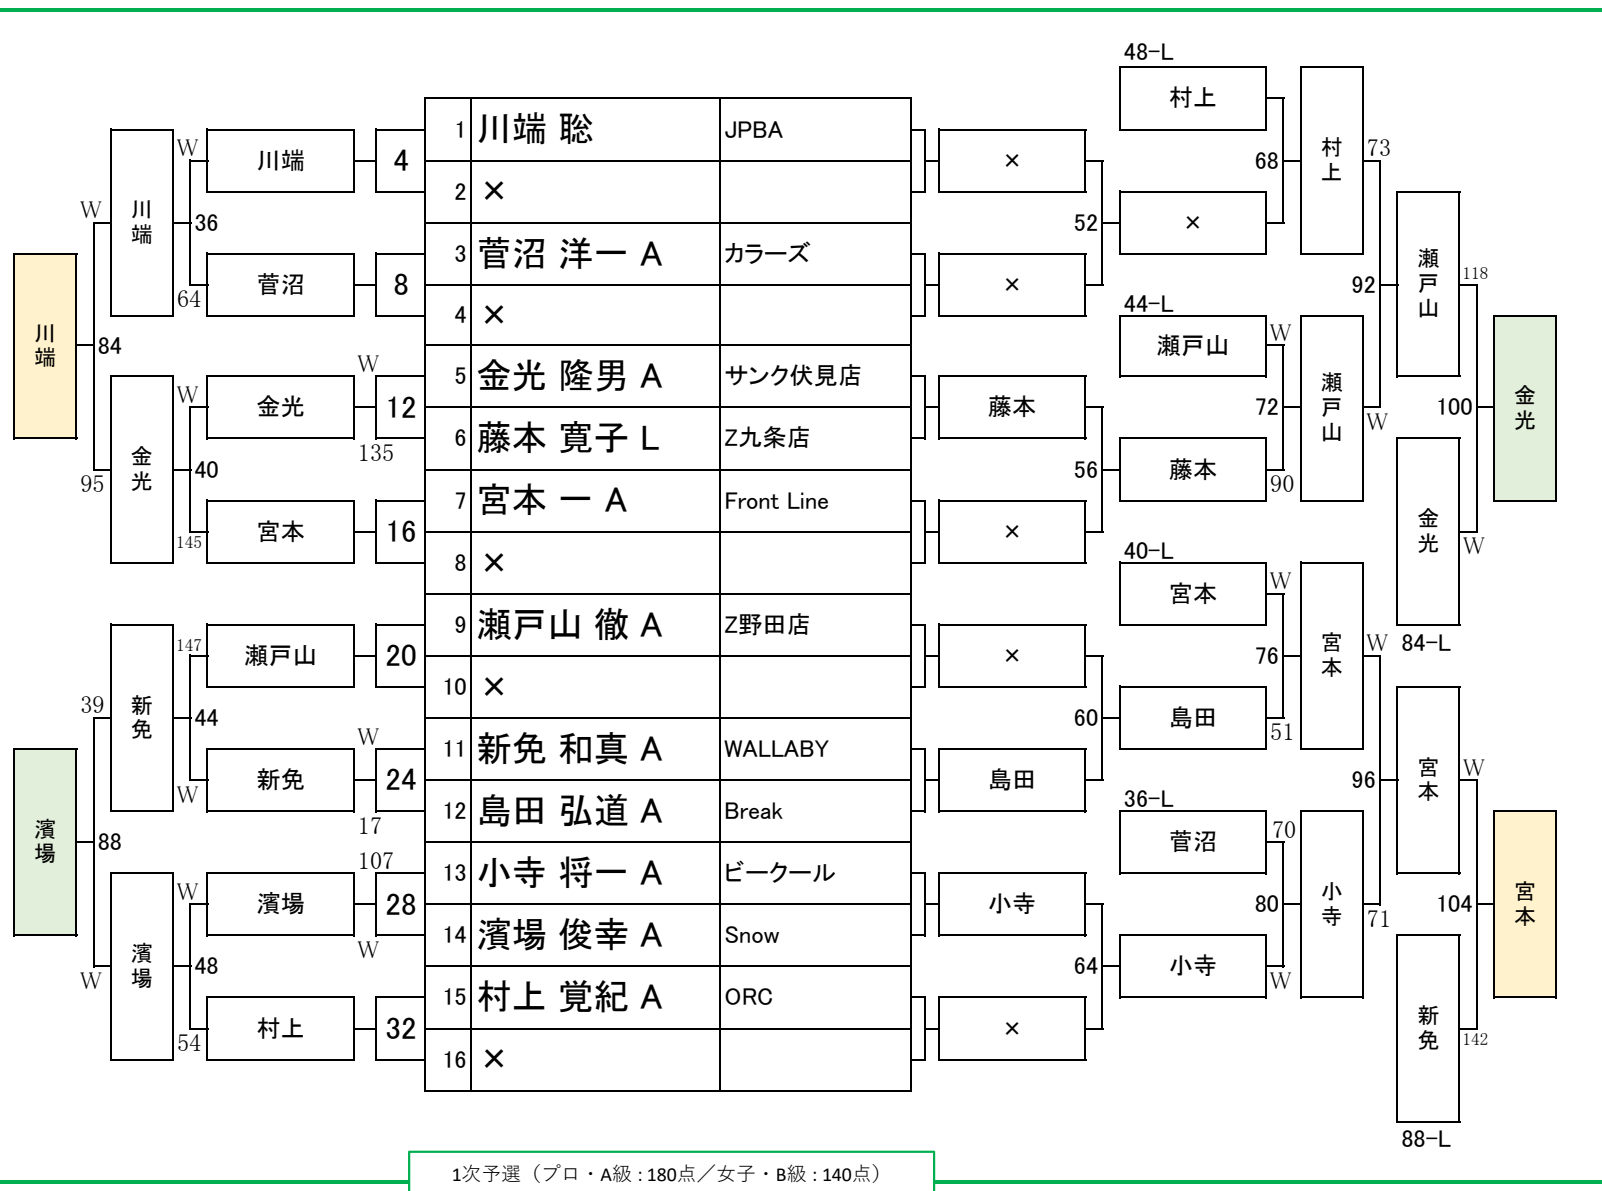 1 川端 聡 JPBA
2 ×
3 菅沼 洋一 A カラーズ
4 ×
5 金光 隆男 A サンク伏見店
6 藤本 寛子 L Z九条店
7 宮本 一 A Front Line
8 ×
9 瀬戸山 徹 A Z野田店
10 ×
11 新免 和真 A WALLABY
12 島田 弘道 A Break
13 小寺 将一 A ビークール
14 濱場 俊幸 A Snow
15 村上 覚紀 A ORC
16 ×
W
川端
4
菅沼
8
64
36
川端
W
W
金光
12
W
135
宮本
16
145
40
金光
95
84
川端
147
瀬戸山
20
新免
24
W
17
W
44
新免
39
107
濱場
28
W
W
村上
32
54
48
濱場
W
88
濱場
×
×
52
藤本
×
56
×
島田
60
小寺
×
64
48-L
村上
×
68
村上
73
44-L
瀬戸山
W
藤本
90
72
瀬戸山
W
92
瀬戸山
118
40-L
宮本
W
島田
51
76
宮本
W
36-L
菅沼
70
小寺
W
80
小寺
71
96
宮本
W
金光
W
84-L
100
金光
新免
142
88-L
104
宮本
1次予選（プロ・A級：180点／女子・B級：140点）